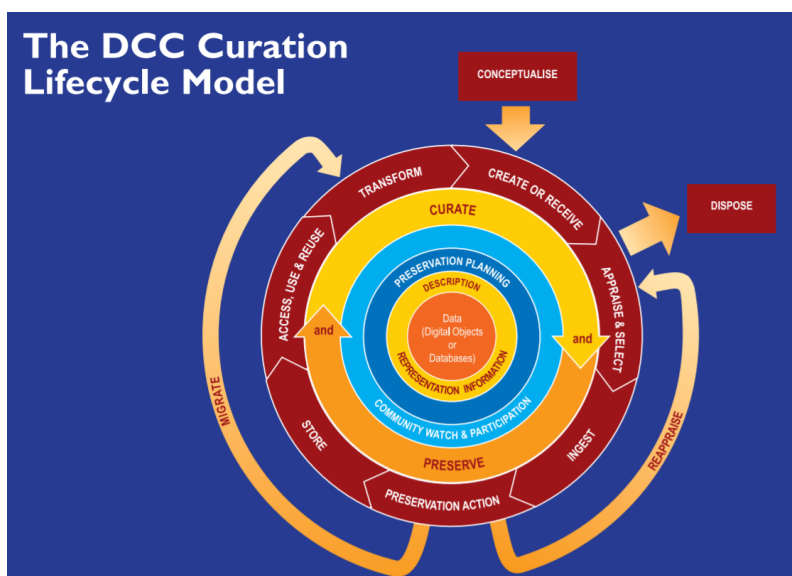 The DCC Curation
Lifecycle Model
CONCEPTUALISE
DISPOSE
CREATE OR RECEIVE
APPRAISE & SELECT
INGEST
PRESERVATION ACTION
STORE
ACCESS, USE & REUSE
TRANSFORM
CURATE
and
PRESERVE
and
COMMUNITY WATCH & PARTICIPATION
PRESERVATION PLANNING
DESCRIPTION
REPRESENTATION INFORMATION
Data
(Digital Objects
or
Databases)
MIGRATE
REAPPRAISE